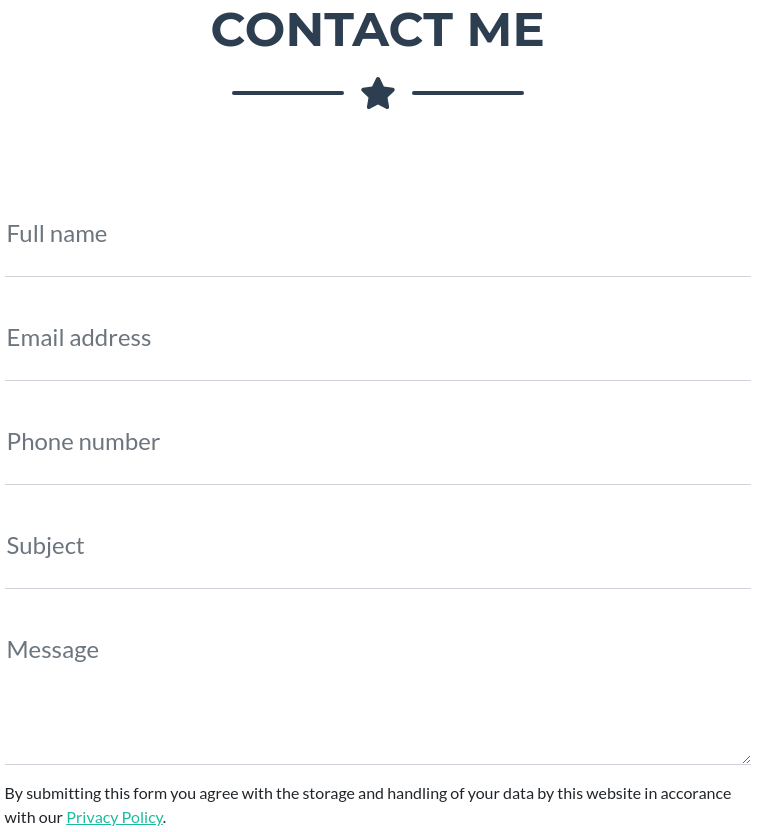 CONTACT ME
Full name
Email address
Phone number
Subject
Message
By submitting this form you agree with the storage and handling of your data by this website in accorance
with our Privacy Policy.